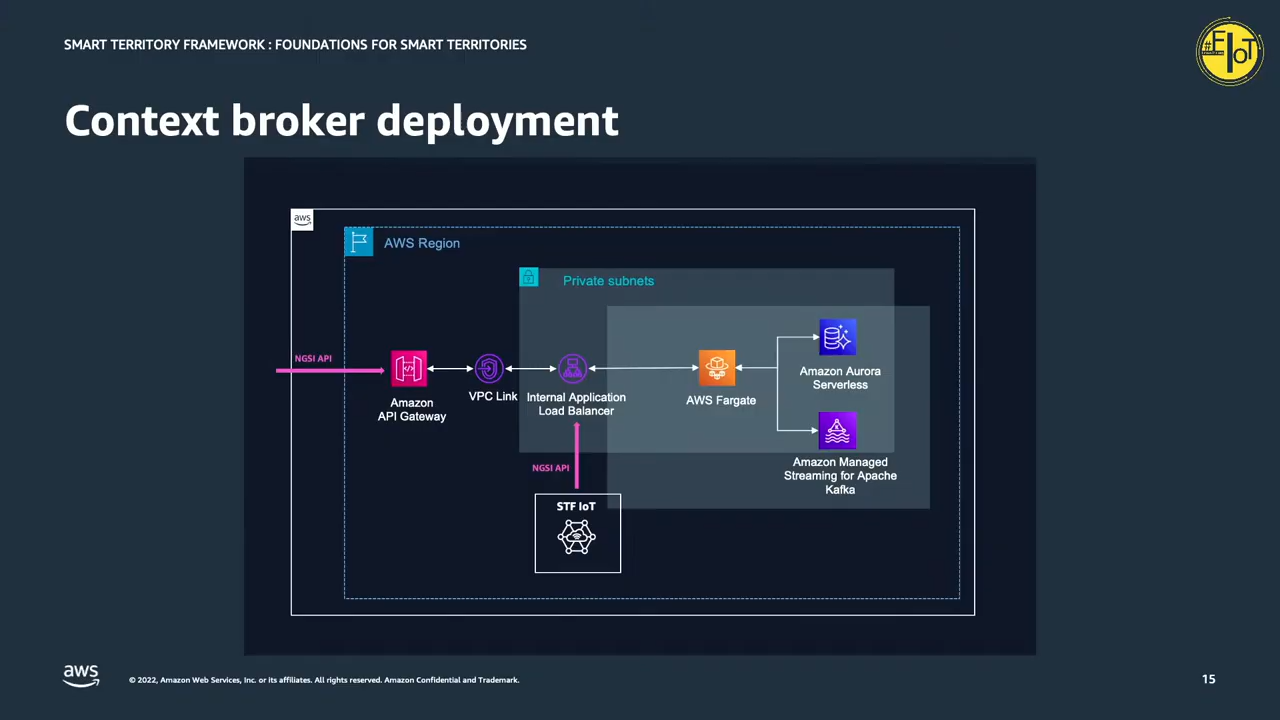 SMART TERRITORY FRAMEWORK : FOUNDATIONS FOR SMART TERRITORIES
#EIoT
Context broker deployment
aws
AWS Region
Private subnets
NGSI API
Amazon
API Gateway
VPC Link
Internal Application
Load Balancer
AWS Fargate
Amazon Aurora
Serverless
Amazon Managed
Streaming for Apache
Kafka
NGSI API
STF IoT
aws
© 2022, Amazon Web Services, Inc. or its affiliates. All rights reserved. Amazon Confidential and Trademark.
15